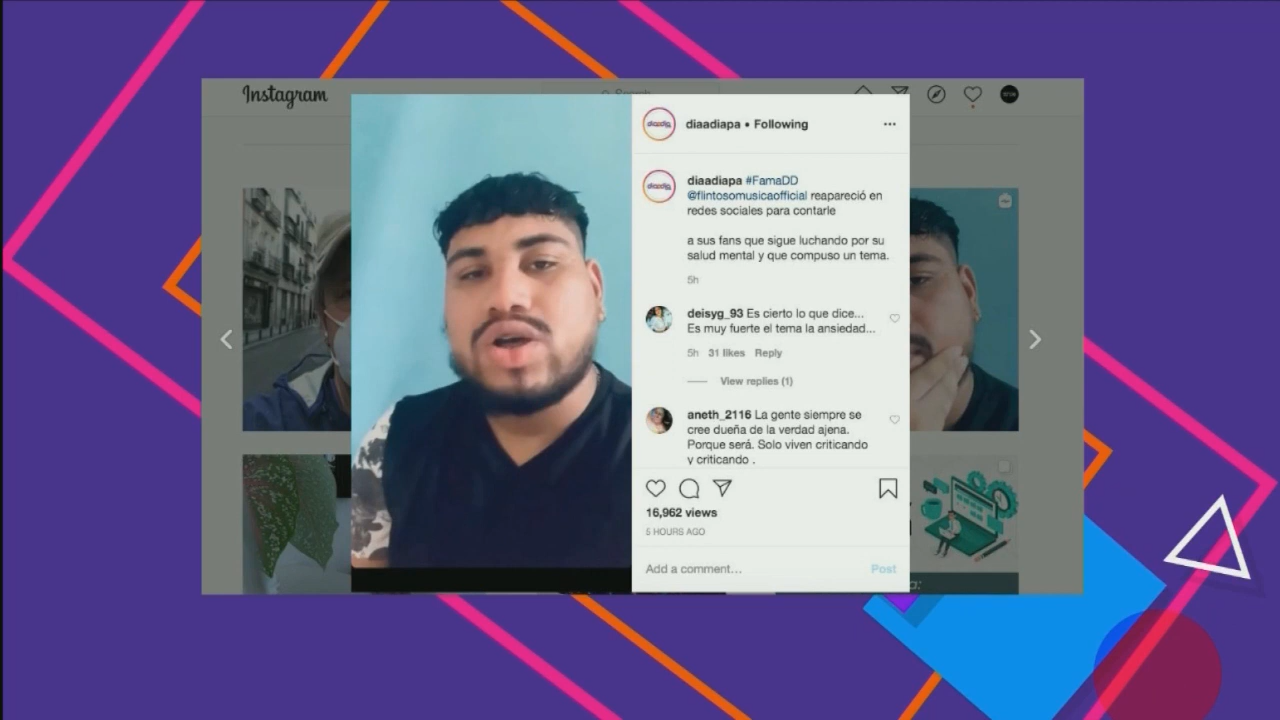 Instagram
diaadiapa • Following
diaadiapa #FamaDD
@flintosomusicaofficial reapareció en
redes sociales para contarle
a sus fans que sigue luchando por su
salud mental y que compuso un tema.
5h
deisyg_93 Es cierto lo que dice...
Es muy fuerte el tema la ansiedad...
5h 31 likes Reply
View replies (1)
aneth_2116 La gente siempre se
cree dueña de la verdad ajena.
Porque será. Solo viven criticando
y criticando .
16,962 views
5 HOURS AGO
Add a comment... Post